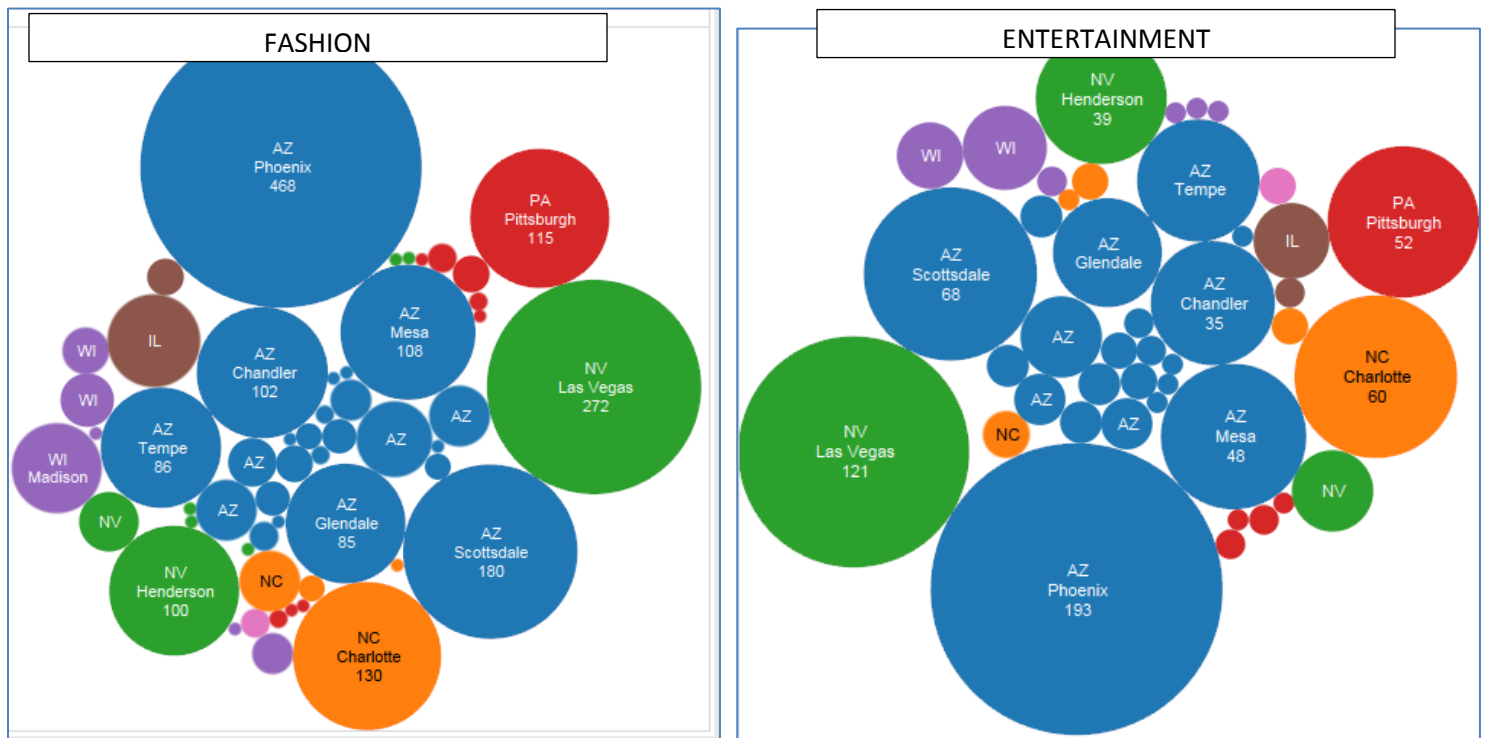 FASHION
AZ
Phoenix
468
PA
Pittsburgh
115
AZ
Mesa
108
IL
WI
AZ
Chandler
102
NV
Las Vegas
272
WI
AZ
AZ
AZ
Tempe
86
WI
Madison
AZ
AZ
NV
AZ
Glendale
85
AZ
Scottsdale
180
NV
Henderson
100
NC
NC
Charlotte
130
ENTERTAINMENT
NV
Henderson
39
WI
WI
AZ
Tempe
PA
Pittsburgh
52
IL
AZ
Scottsdale
68
AZ
Glendale
AZ
Chandler
35
AZ
NC
Charlotte
60
AZ
AZ
AZ
Mesa
48
NC
NV
Las Vegas
121
NV
AZ
Phoenix
193